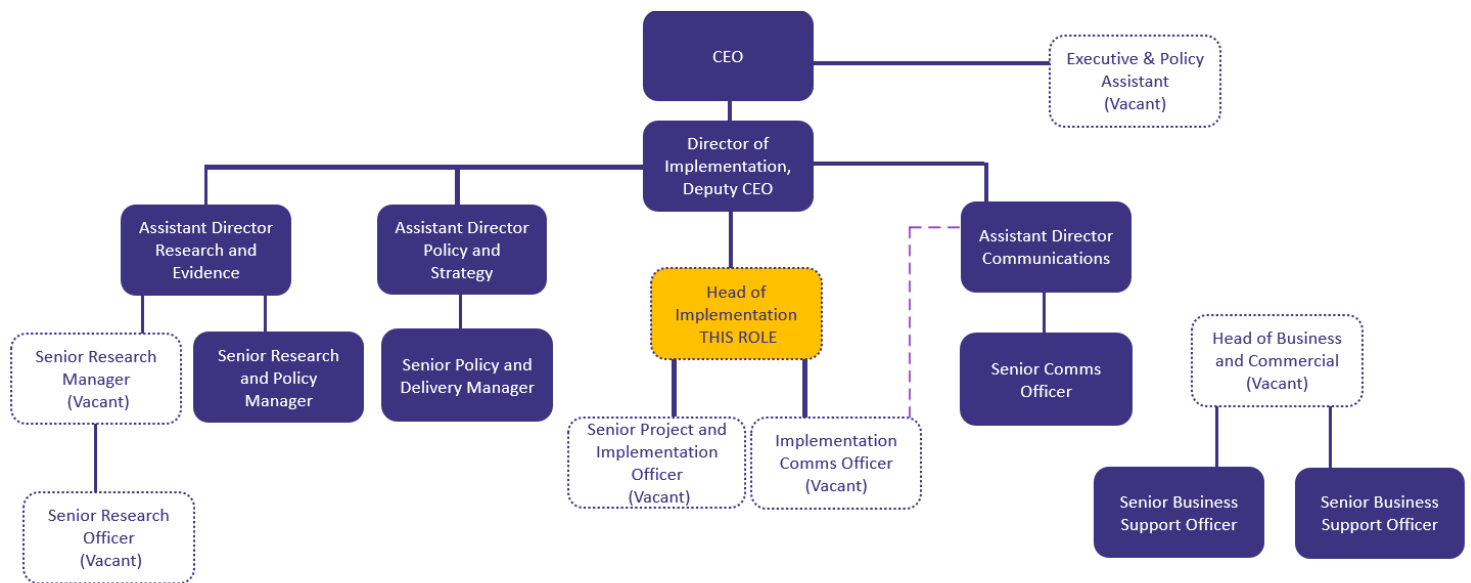 CEO
Executive & Policy
Assistant
(Vacant)
Director of
Implementation,
Deputy CEO
Assistant Director
Research and
Evidence
Assistant Director
Policy and
Strategy
Head of
Implementation
THIS ROLE
Assistant Director
Communications
Senior Research
Manager
(Vacant)
Senior Research
and Policy
Manager
Senior Policy and
Delivery Manager
Senior Comms
Officer
Head of Business
and Commercial
(Vacant)
Senior Project and
Implementation
Officer
(Vacant)
Implementation
Comms Officer
(Vacant)
Senior Research
Officer
(Vacant)
Senior Business
Support Officer
Senior Business
Support Officer